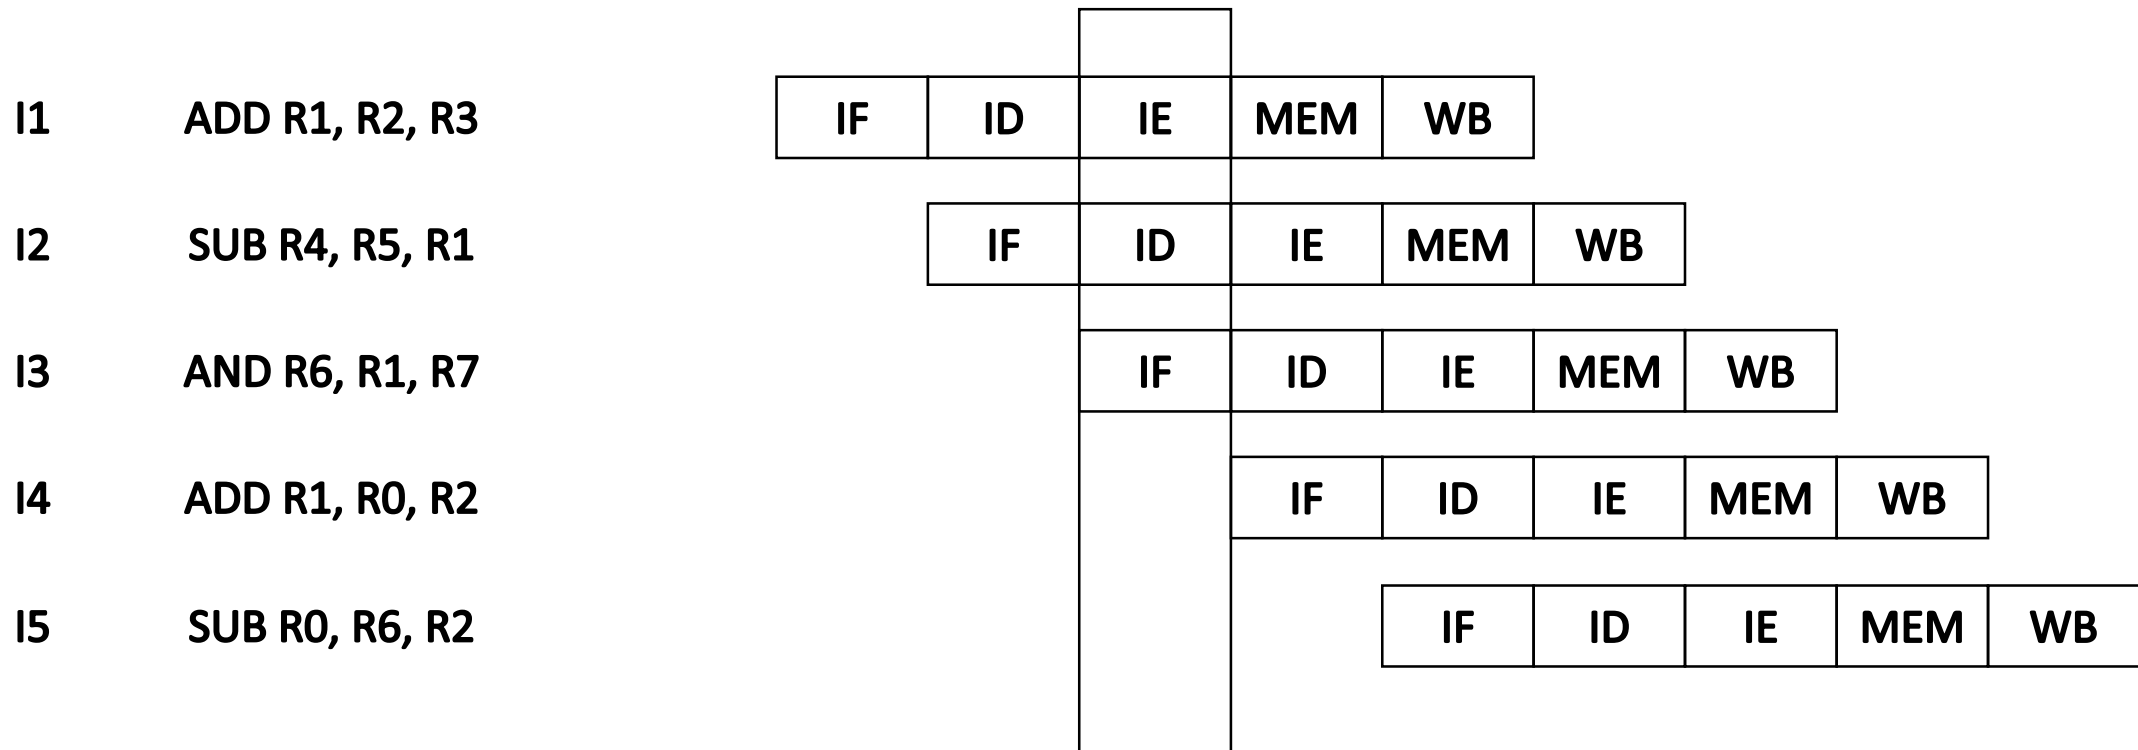 I1 ADD R1, R2, R3 IF ID IE MEM WB
I2 SUB R4, R5, R1 IF ID IE MEM WB
I3 AND R6, R1, R7 IF ID IE MEM WB
I4 ADD R1, R0, R2 IF ID IE MEM WB
I5 SUB R0, R6, R2 IF ID IE MEM WB